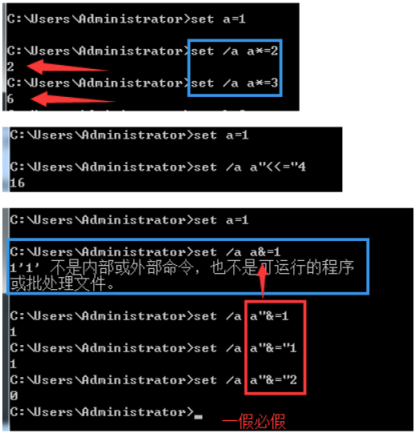 C:\Users\Administrator>set a=1
C:\Users\Administrator>set /a a*=2
2
C:\Users\Administrator>set /a a*=3
6
C:\Users\Administrator>set a=1
C:\Users\Administrator>set /a a"<<="4
16
C:\Users\Administrator>set a=1
C:\Users\Administrator>set /a a&=1
1'1' 不是内部或外部命令，也不是可运行的程序
或批处理文件。
C:\Users\Administrator>set /a a"&=1
1
C:\Users\Administrator>set /a a"&="1
1
C:\Users\Administrator>set /a a"&="2
0
C:\Users\Administrator>_
一假必假